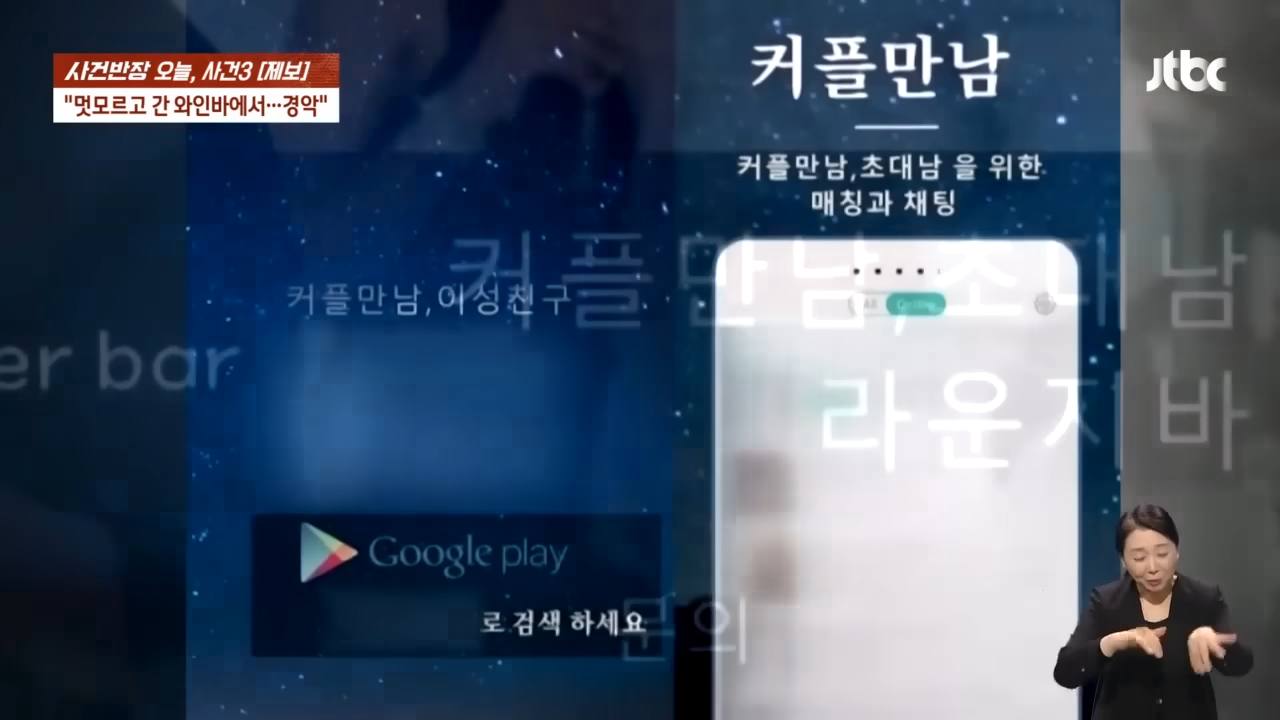 사건반장 오늘, 사건3 [제보]
"멋모르고 간 와인바에서…경악"
jtbc
커플만남
커플만남,초대남 을 위한
매칭과 채팅
커플만남,초대남
라운지바
커플만남,이성친구
er bar
Google play
로 검색 하세요
문의